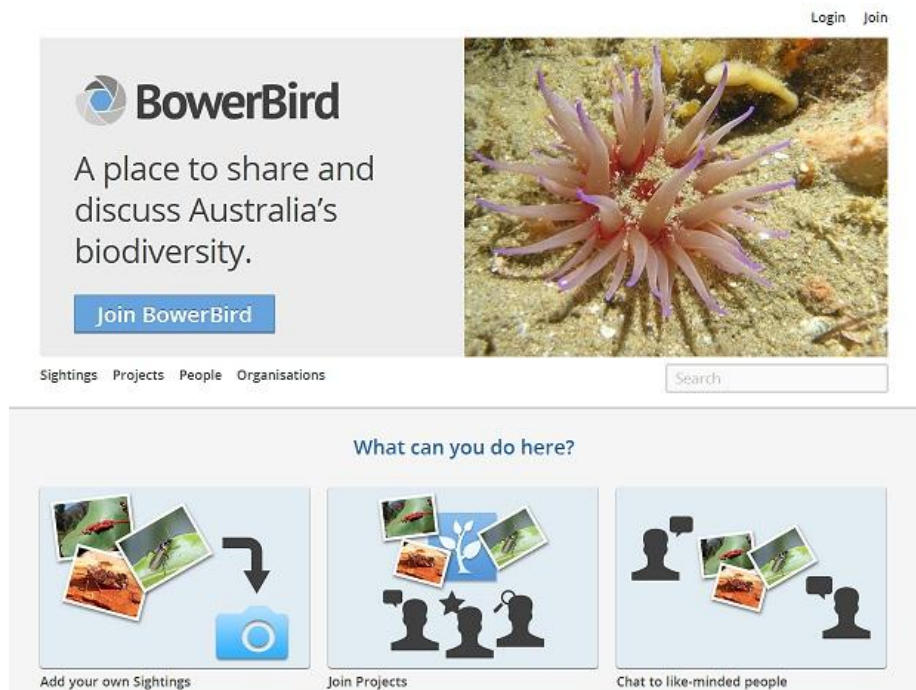 Login Join
BowerBird
A place to share and
discuss Australia's
biodiversity.
Join BowerBird
Sightings Projects People Organisations
Search
What can you do here?
Add your own Sightings
Join Projects
Chat to like-minded people